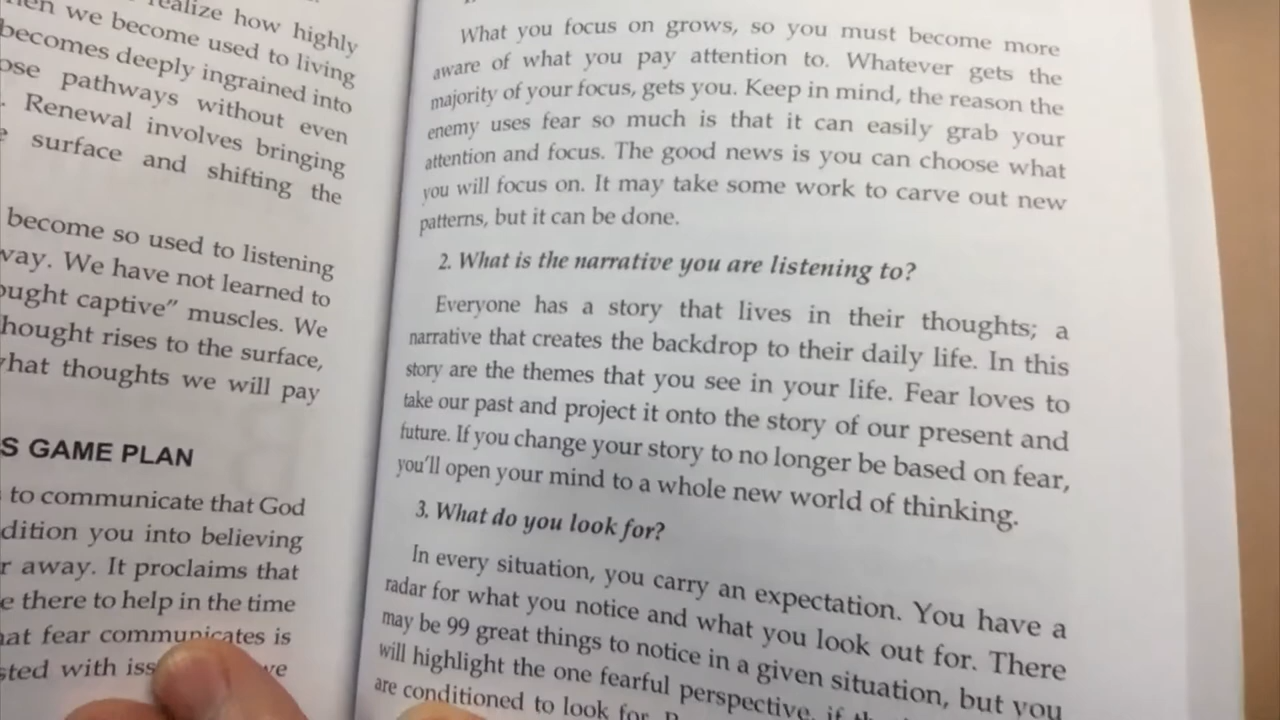 realize how highly
when we become used to living
becomes deeply ingrained into
pathways without even
. Renewal involves bringing
surface and shifting the
become so used to listening
way. We have not learned to
captive” muscles. We
thought rises to the surface,
what thoughts we will pay
S GAME PLAN
to communicate that God
you into believing
away. It proclaims that
there to help in the time
fear communicates is
with
What you focus on grows, so you must become more
aware of what you pay attention to. Whatever gets the
majority of your focus, gets you. Keep in mind, the reason the
enemy uses fear so much is that it can easily grab your
attention and focus. The good news is you can choose what
you will focus on. It may take some work to carve out new
patterns, but it can be done.
2. What is the narrative you are listening to?
Everyone has a story that lives in their thoughts; a
narrative that creates the backdrop to their daily life. In this
story are the themes that you see in your life. Fear loves to
take our past and project it onto the story of our present and
future. If you change your story to no longer be based on fear,
you’ll open your mind to a whole new world of thinking.
3. What do you look for?
In every situation, you carry an expectation. You have a
radar for what you notice and what you look out for. There
may be 99 great things to notice in a given situation, but you
will highlight the one fearful perspective, if
are conditioned to look for.